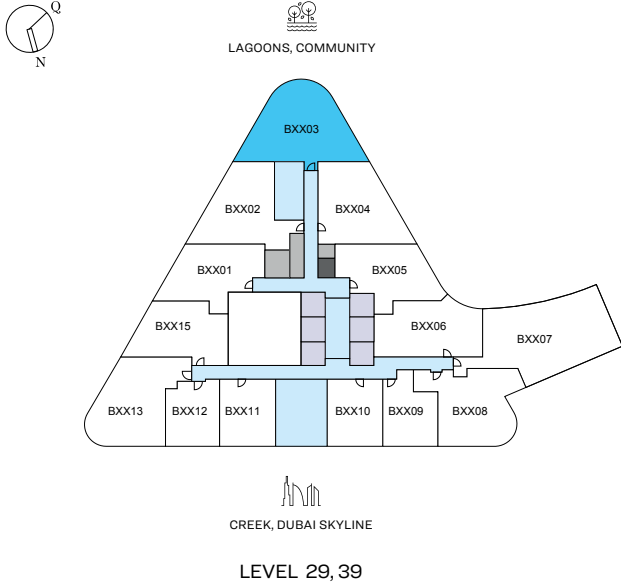 Q
N
LAGOONS, COMMUNITY
BXX03
BXX02
BXX04
BXX01
BXX05
BXX15
BXX06
BXX07
BXX13
BXX12
BXX11
BXX10
BXX09
BXX08
CREEK, DUBAI SKYLINE
LEVEL 29, 39